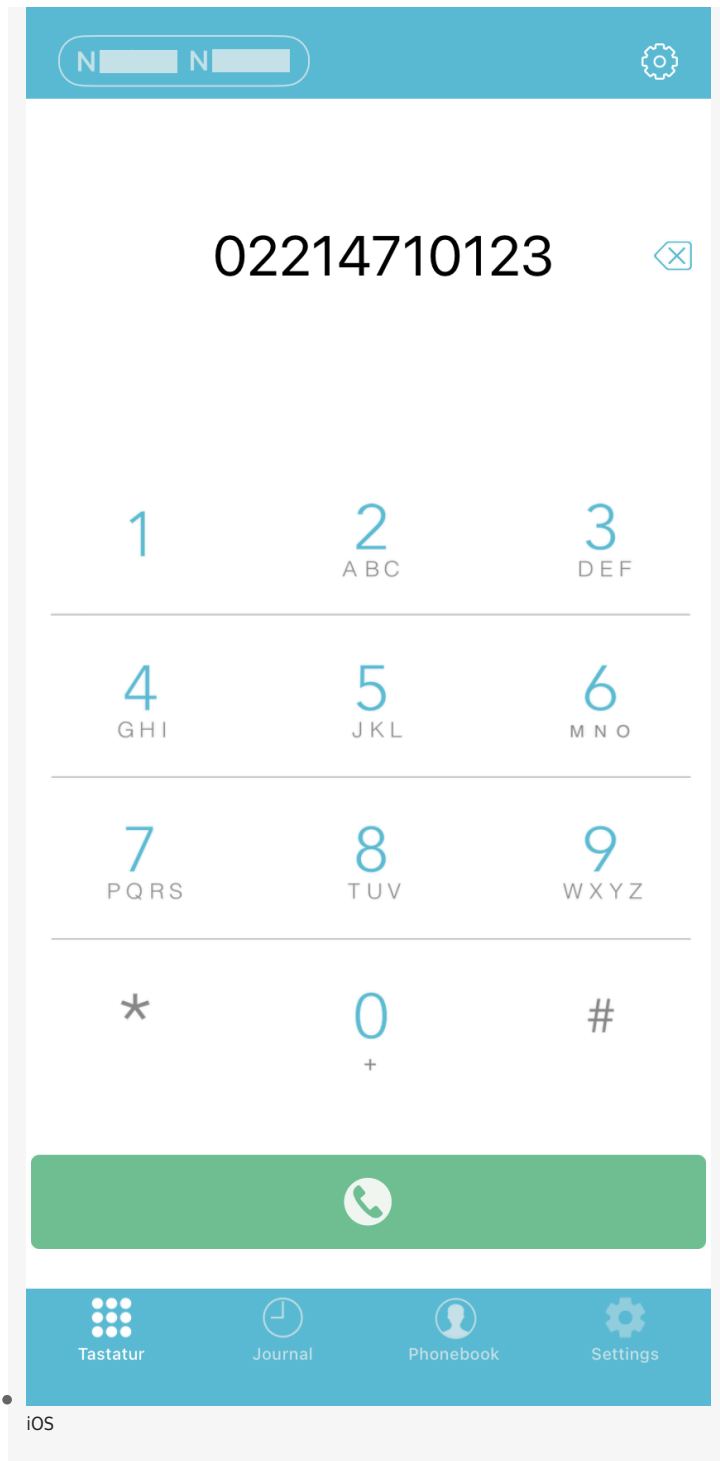 N N
02214710123
1 2 3
ABC DEF
4 5 6
GHI JKL MNO
7 8 9
PQRS TUV WXYZ
* 0 #
+
Tastatur Journal Phonebook Settings
iOS